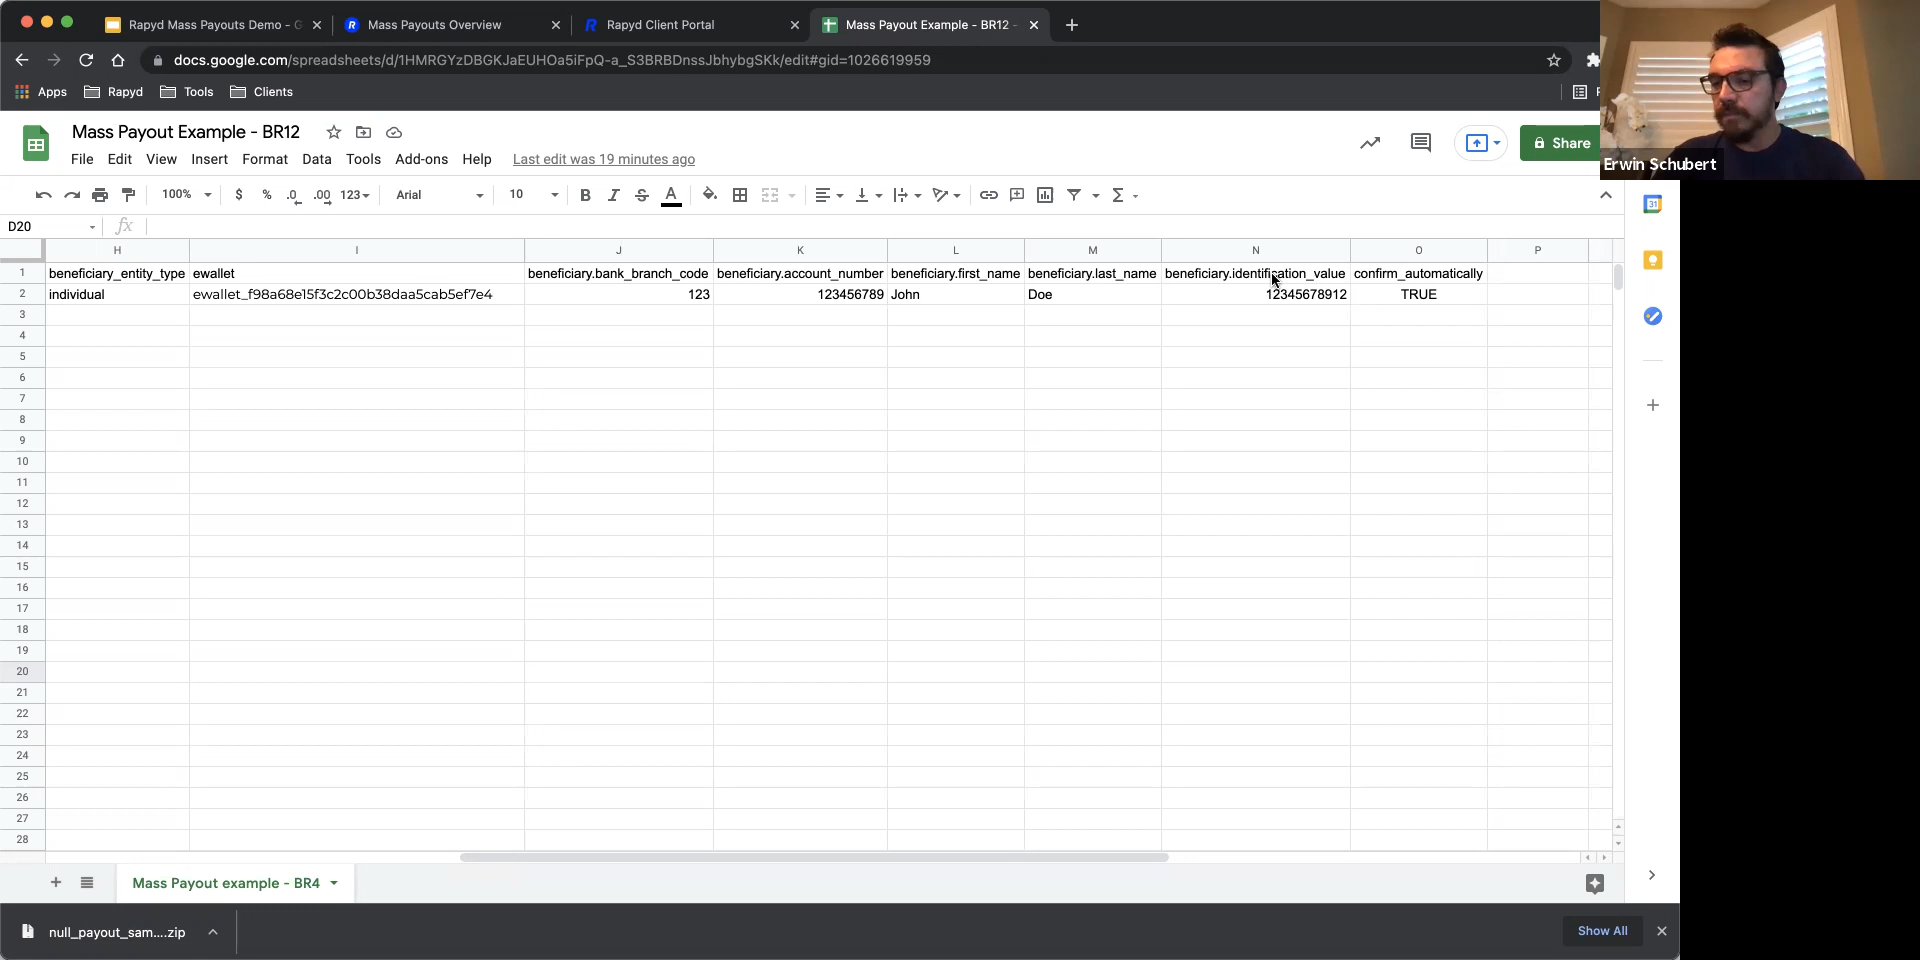 Rapyd Mass Payouts Demo - G
Mass Payouts Overview
Rapyd Client Portal
Mass Payout Example - BR12 -
docs.google.com/spreadsheets/d/1HMRGYzDBGKJaEUHOa5iFpQ-a_S3BRBDnssJbhybgSKk/edit#gid=1026619959
Apps Rapyd Tools Clients
Mass Payout Example - BR12
File Edit View Insert Format Data Tools Add-ons Help Last edit was 19 minutes ago
Share
Erwin Schubert
100% $ % .0 .00 123 Arial 10 B I S A
31
D20 fx
H I J K L M N O P
1 beneficiary_entity_type ewallet beneficiary.bank_branch_code beneficiary.account_number beneficiary.first_name beneficiary.last_name beneficiary.identification_value confirm_automatically
2 individual ewallet_f98a68e15f3c2c00b38daa5cab5ef7e4 123 123456789 John Doe 12345678912 TRUE
3
4
5
6
7
8
9
10
11
12
13
14
15
16
17
18
19
20
21
22
23
24
25
26
27
28
Mass Payout example - BR4
null_payout_sam....zip
Show All